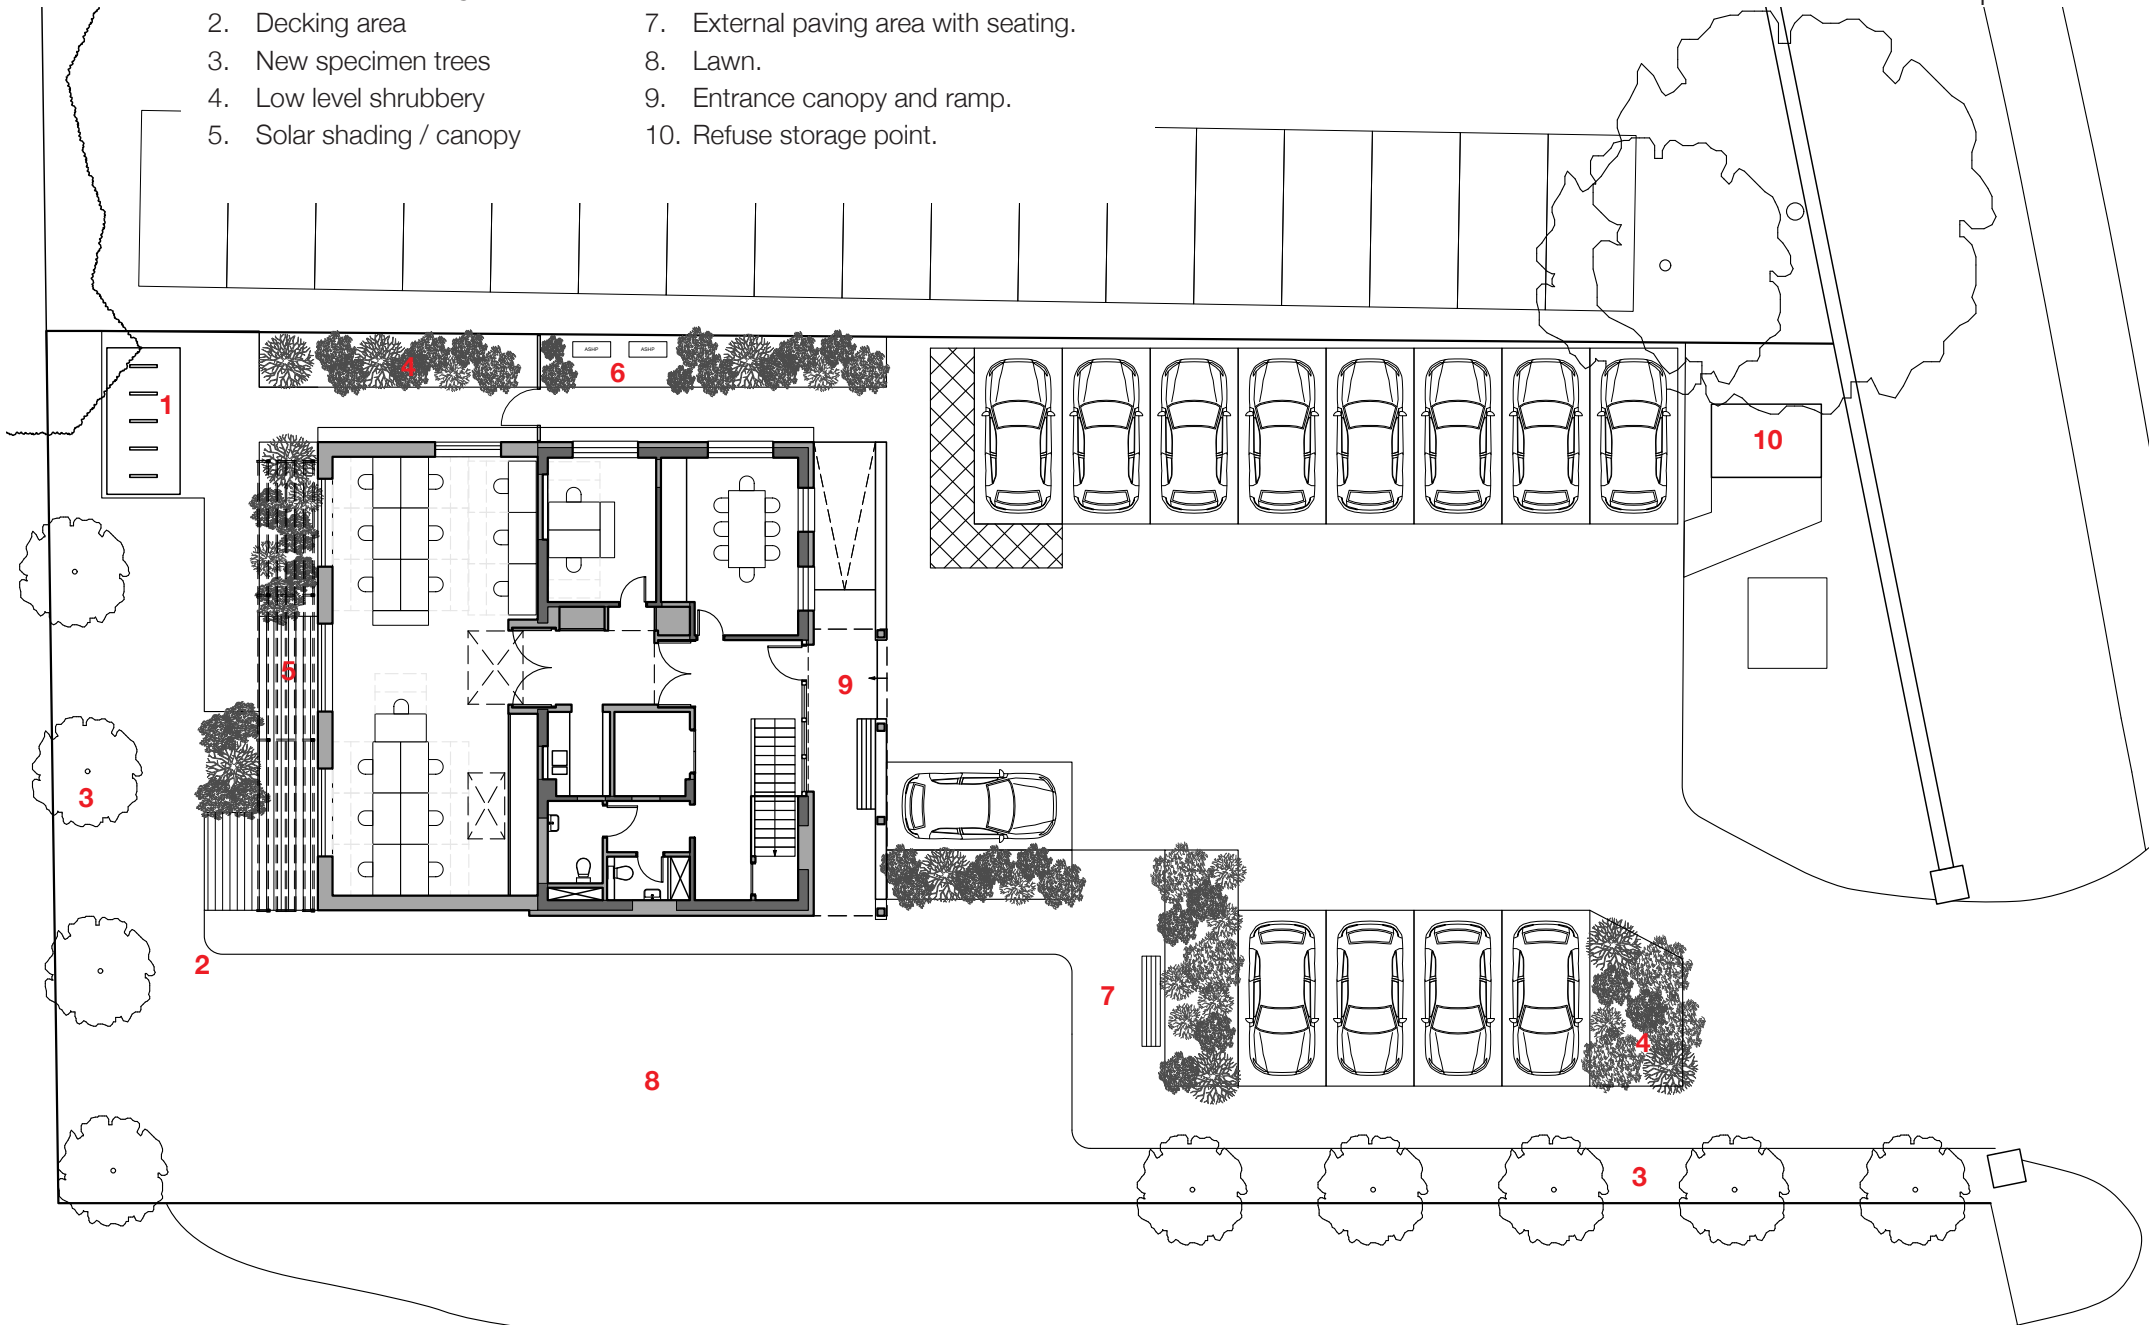 2. Decking area
3. New specimen trees
4. Low level shrubbery
5. Solar shading / canopy
7. External paving area with seating.
8. Lawn.
9. Entrance canopy and ramp.
10. Refuse storage point.
4
ASHP ASHP
6
1
10
5
9
3
2
7
4
8
3